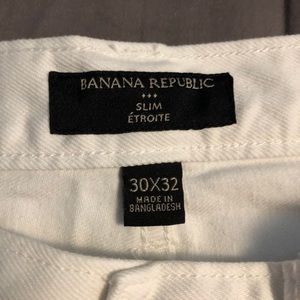 BANANA REPUBLIC
SLIM
ÉTROITE
30X32
MADE IN
BANGLADESH